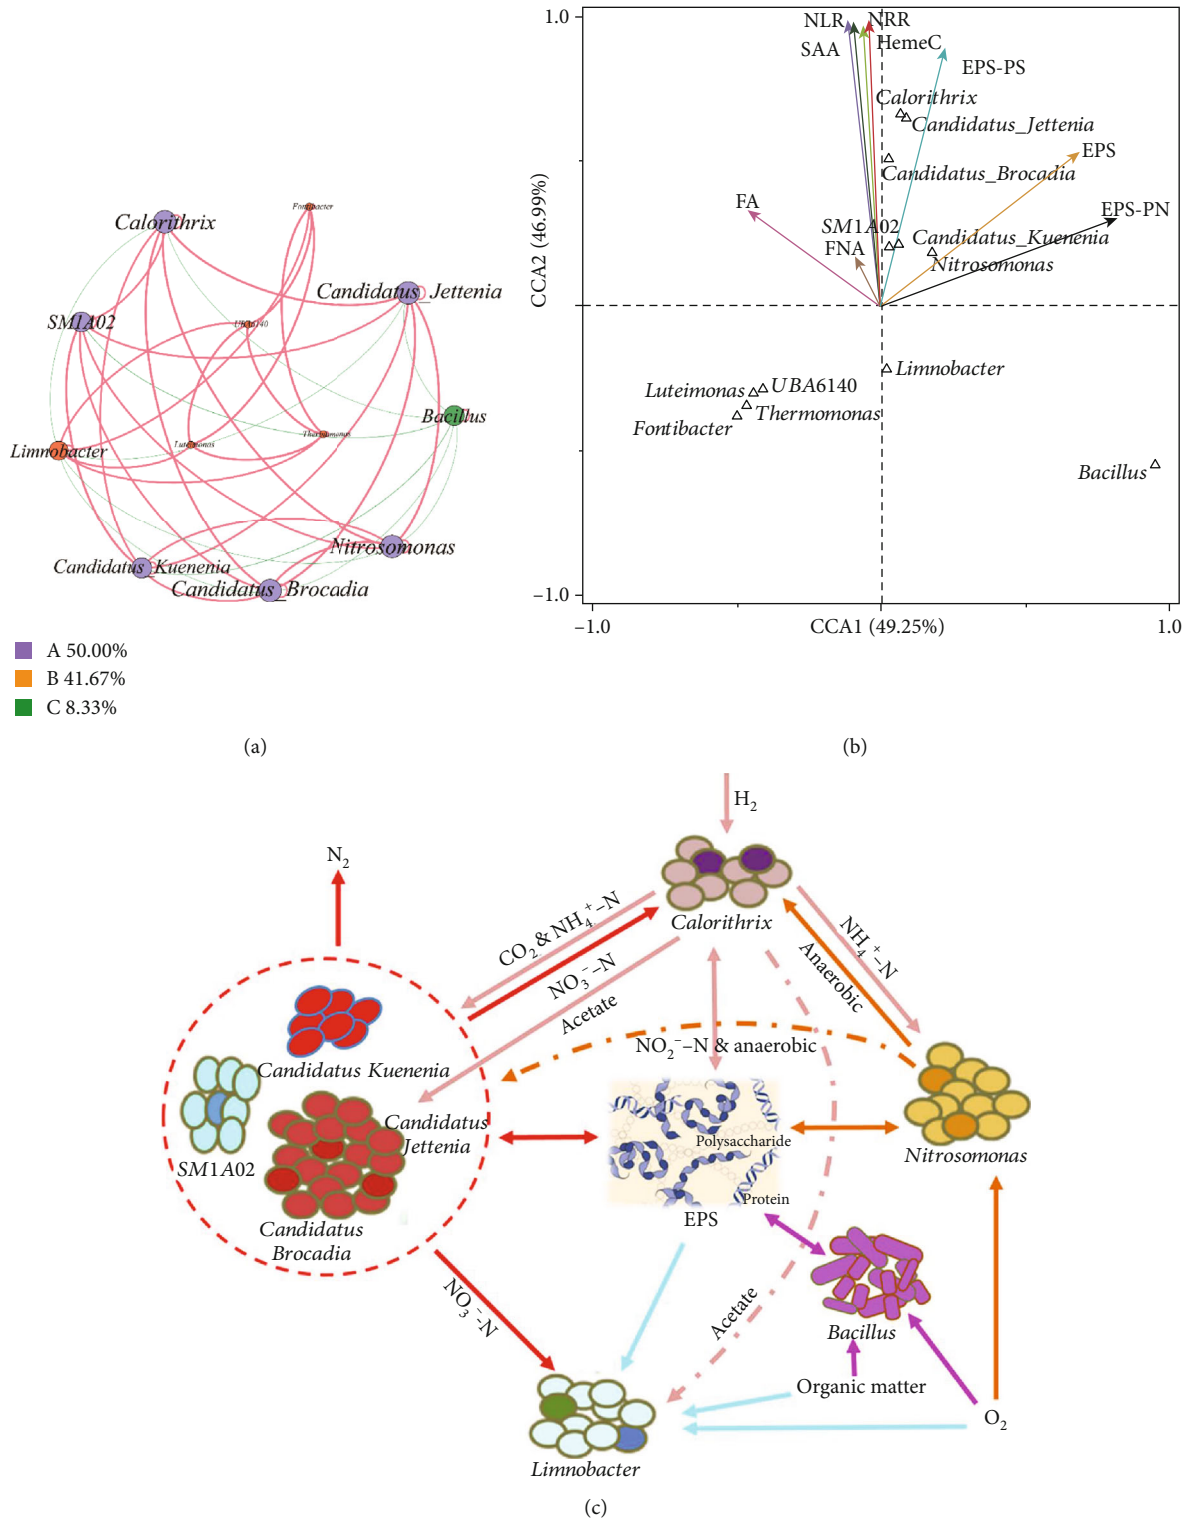 Calorithrix
Fontibacter
Candidatus_Jettenia
SM1A02
UBA6140
Bacillus
Limnobacter
Luteimonas
Thermomonas
Nitrosomonas
Candidatus_Kuenenia
Candidatus_Brocadia
A 50.00%
B 41.67%
C 8.33%
(a)
1.0
NLR
NRR
SAA
HemeC
EPS-PS
Calorithrix
Candidatus_Jettenia
EPS
Candidatus_Brocadia
FA
EPS-PN
SM1A02
Candidatus_Kuenenia
FNA
Nitrosomonas
CCA2 (46.99%)
Limnobacter
Luteimonas
UBA6140
Thermomonas
Fontibacter
Bacillus
−1.0
−1.0
CCA1 (49.25%)
1.0
(b)
H₂
N₂
Calorithrix
CO₂ & NH₄⁺–N
NO₃⁻–N
Acetate
NH₄⁺–N
Anaerobic
NO₂⁻–N & anaerobic
Candidatus Kuenenia
Candidatus
Jettenia
SM1A02
Candidatus
Brocadia
Polysaccharide
Protein
EPS
Nitrosomonas
NO₃⁻-N
Acetate
Bacillus
Organic matter
O₂
Limnobacter
(c)